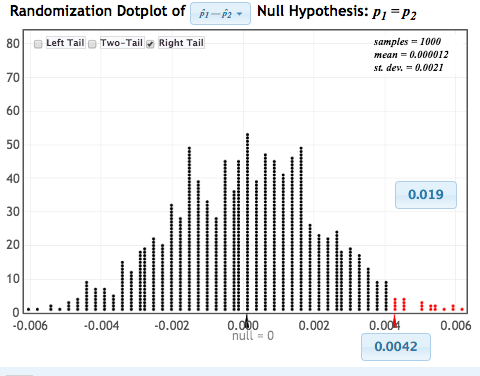 Randomization Dotplot of p̂₁−p̂₂ ▾ Null Hypothesis: p₁=p₂
Left Tail Two-Tail Right Tail
samples = 1000
mean = 0.000012
st. dev. = 0.0021
80
70
60
50
40
30
20
10
0
0.019
-0.006 -0.004 -0.002 0.000 0.002 0.004 0.006
null = 0
0.0042